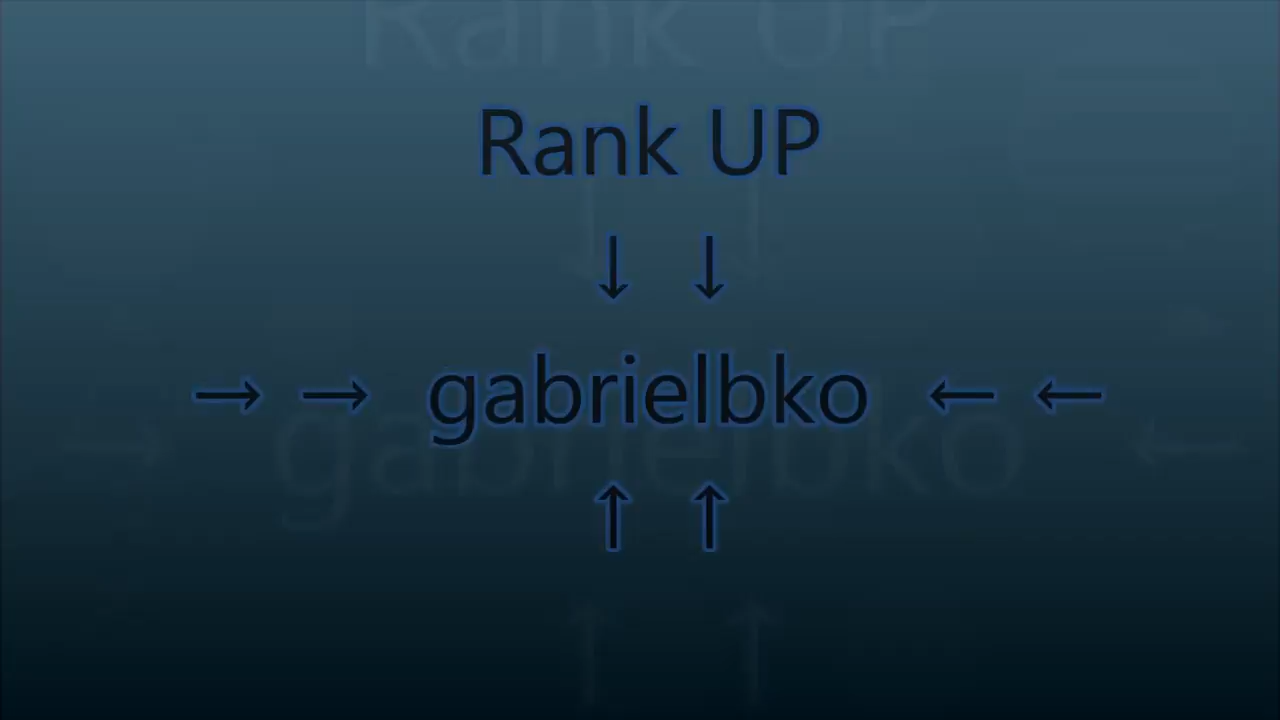 Rank UP
↓ ↓
→ → gabrielbko ← ←
↑ ↑